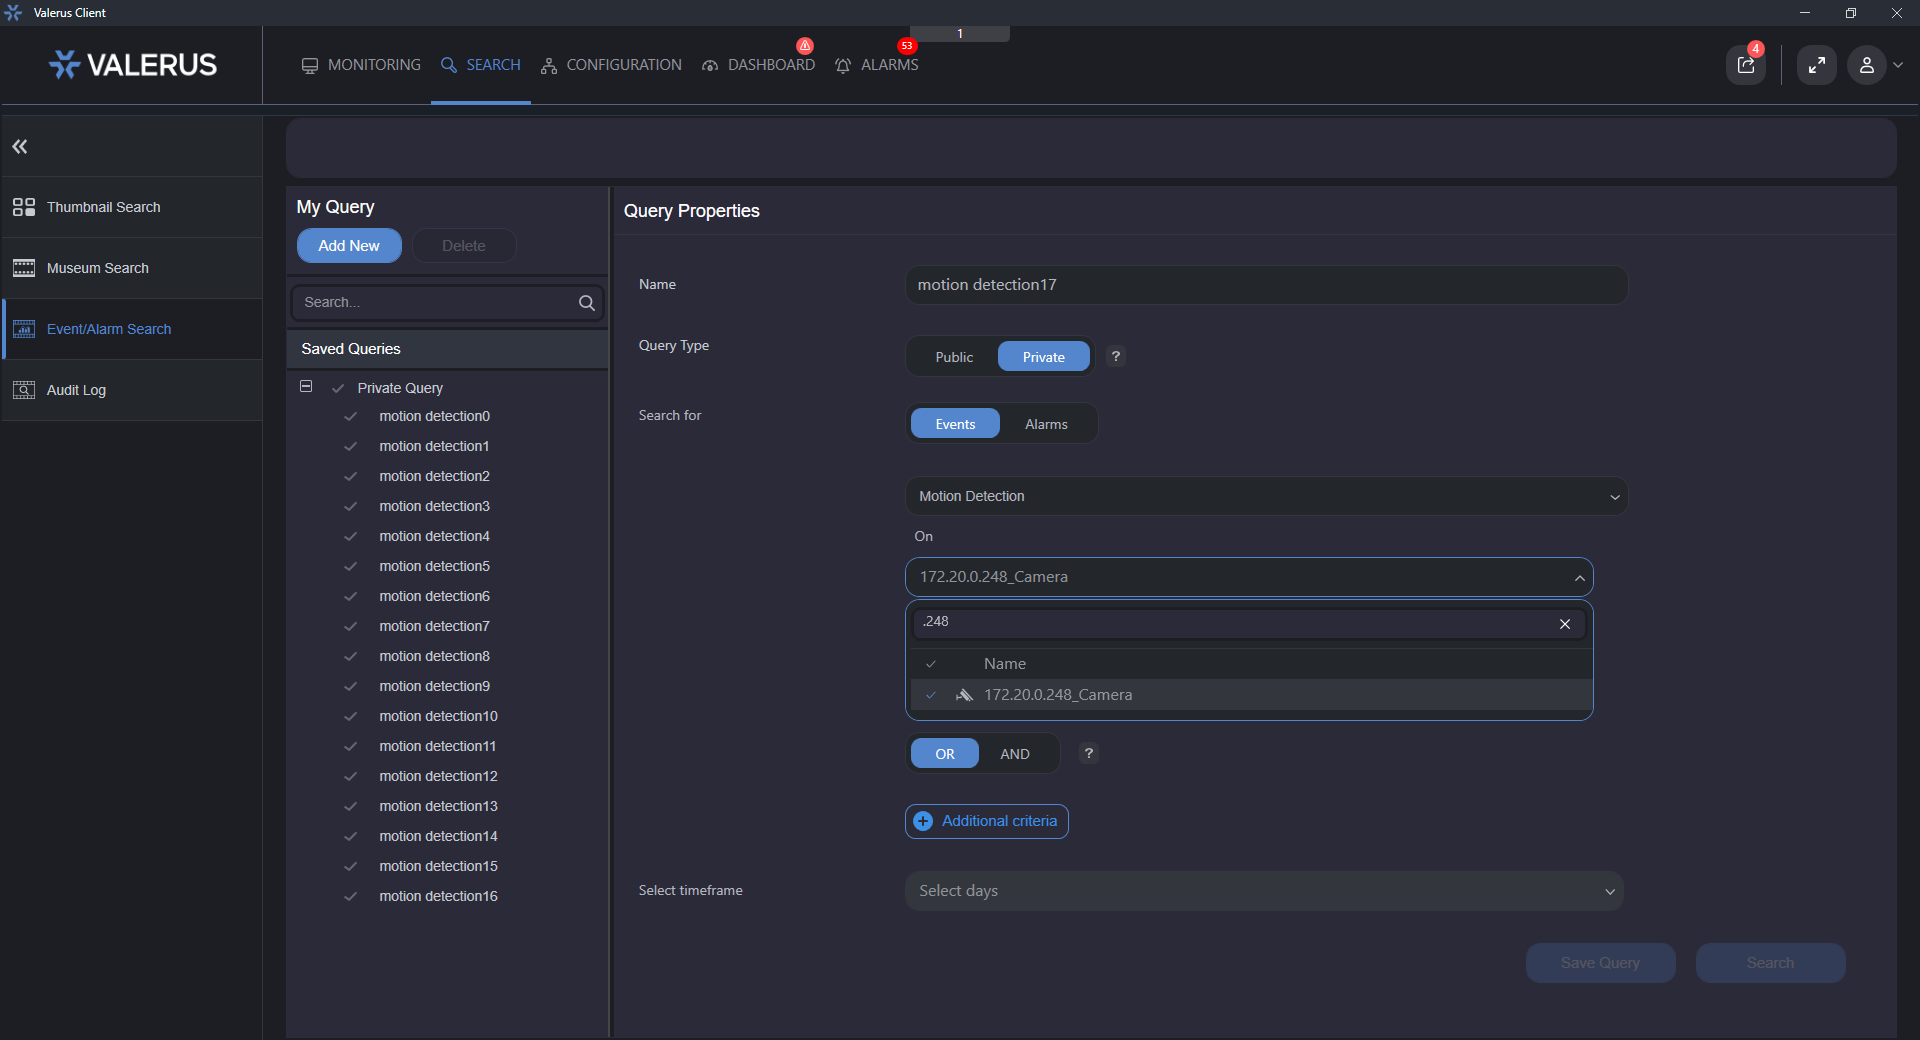 Valerus Client
1
VALERUS
MONITORING
SEARCH
CONFIGURATION
DASHBOARD
53
ALARMS
4
Thumbnail Search
Museum Search
Event/Alarm Search
Audit Log
My Query
Add New
Delete
Search...
Saved Queries
Private Query
motion detection0
motion detection1
motion detection2
motion detection3
motion detection4
motion detection5
motion detection6
motion detection7
motion detection8
motion detection9
motion detection10
motion detection11
motion detection12
motion detection13
motion detection14
motion detection15
motion detection16
Query Properties
Name
motion detection17
Query Type
Public
Private
?
Search for
Events
Alarms
Motion Detection
On
172.20.0.248_Camera
.248
Name
172.20.0.248_Camera
OR
AND
?
Additional criteria
Select timeframe
Select days
Save Query
Search